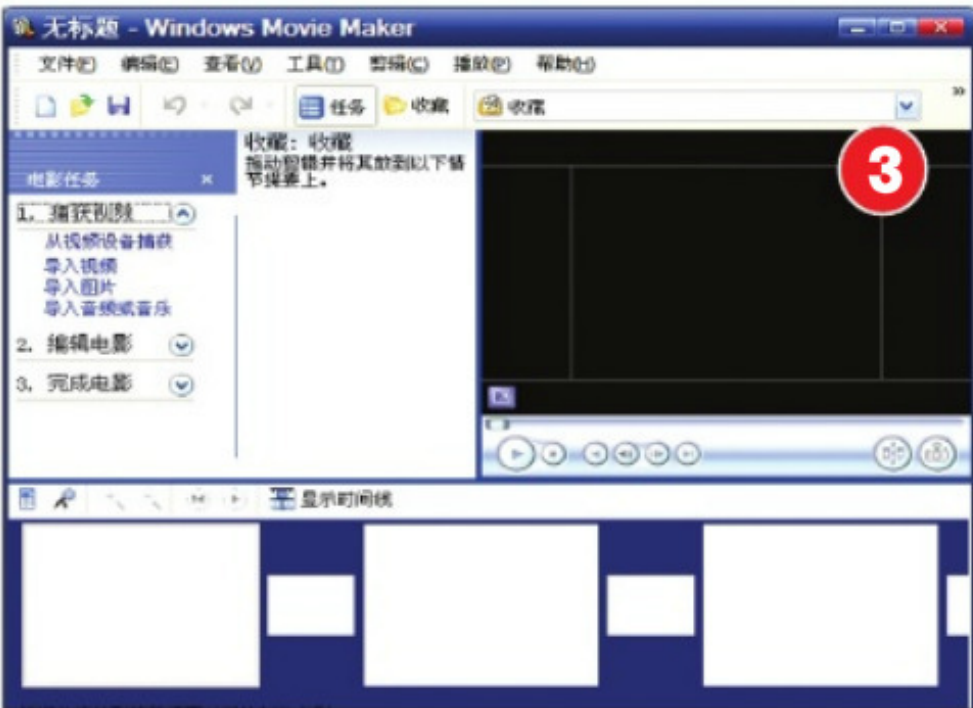 无标题 - Windows Movie Maker
文件(F) 编辑(E) 查看(V) 工具(T) 剪辑(C) 播放(P) 帮助(H)
任务 收藏 收藏
3
电影任务
收藏: 收藏
拖动剪辑并将其放到以下情
节提要上。
1. 捕获视频
从视频设备捕获
导入视频
导入图片
导入音频或音乐
2. 编辑电影
3. 完成电影
显示时间线